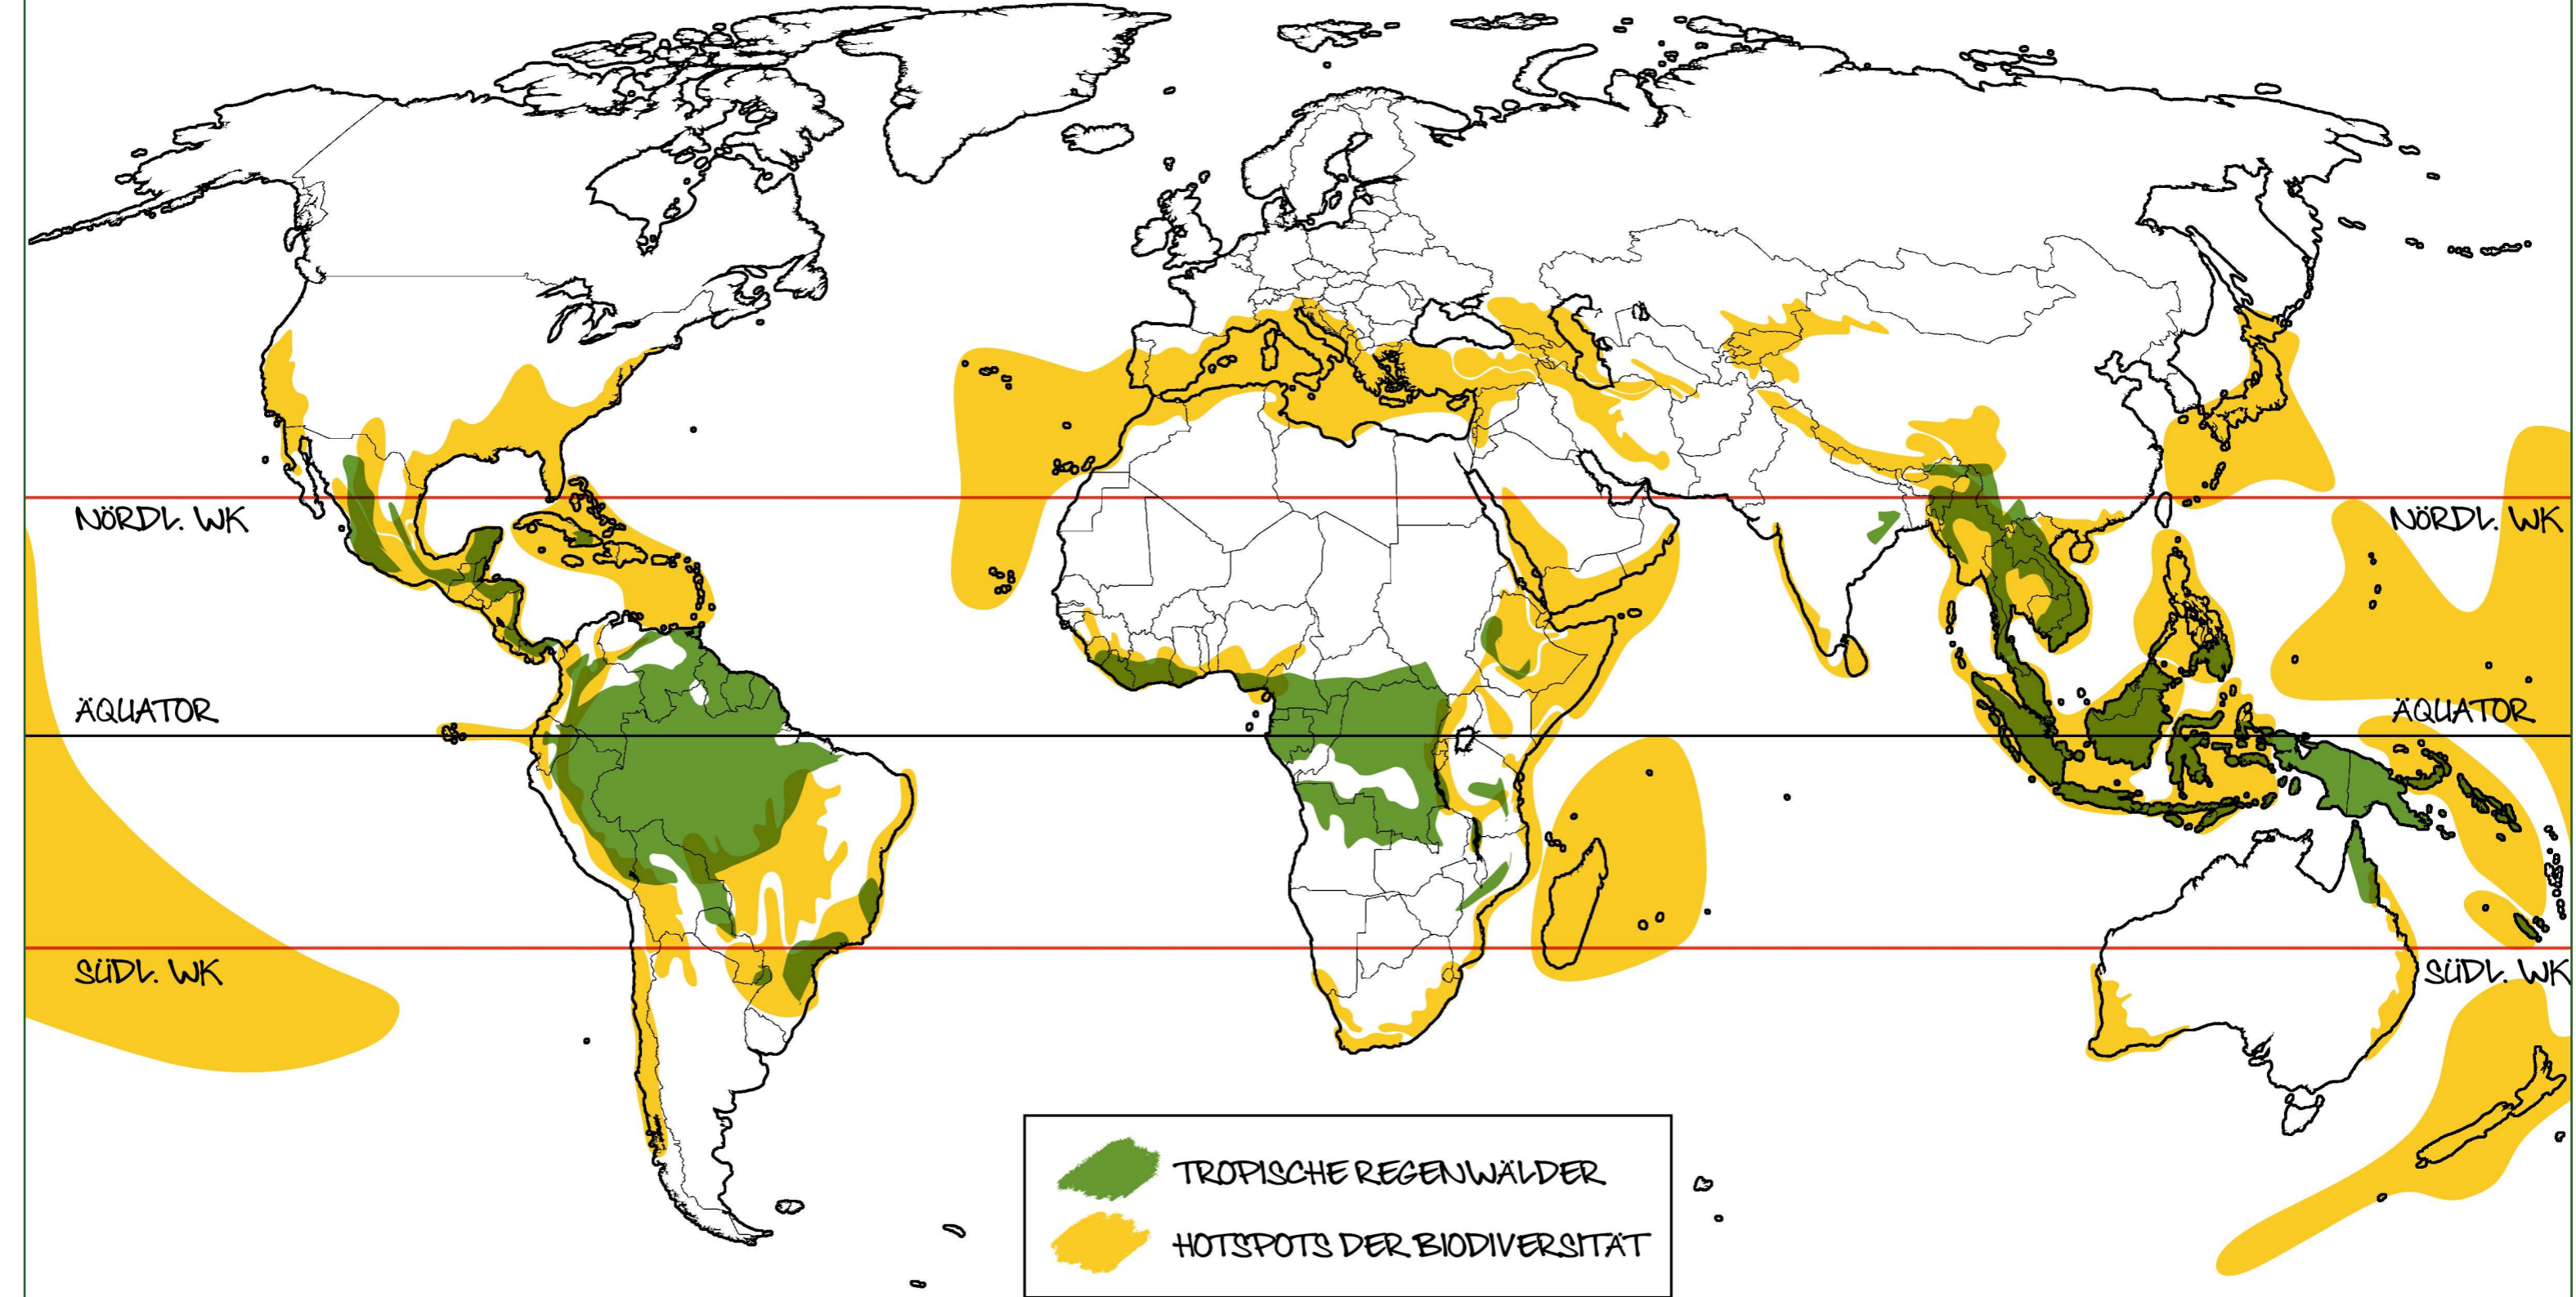 NÖRDL. WK
NÖRDL. WK
ÄQUATOR
ÄQUATOR
SÜDL. WK
SÜDL. WK
TROPISCHE REGENWÄLDER
HOTSPOTS DER BIODIVERSITÄT